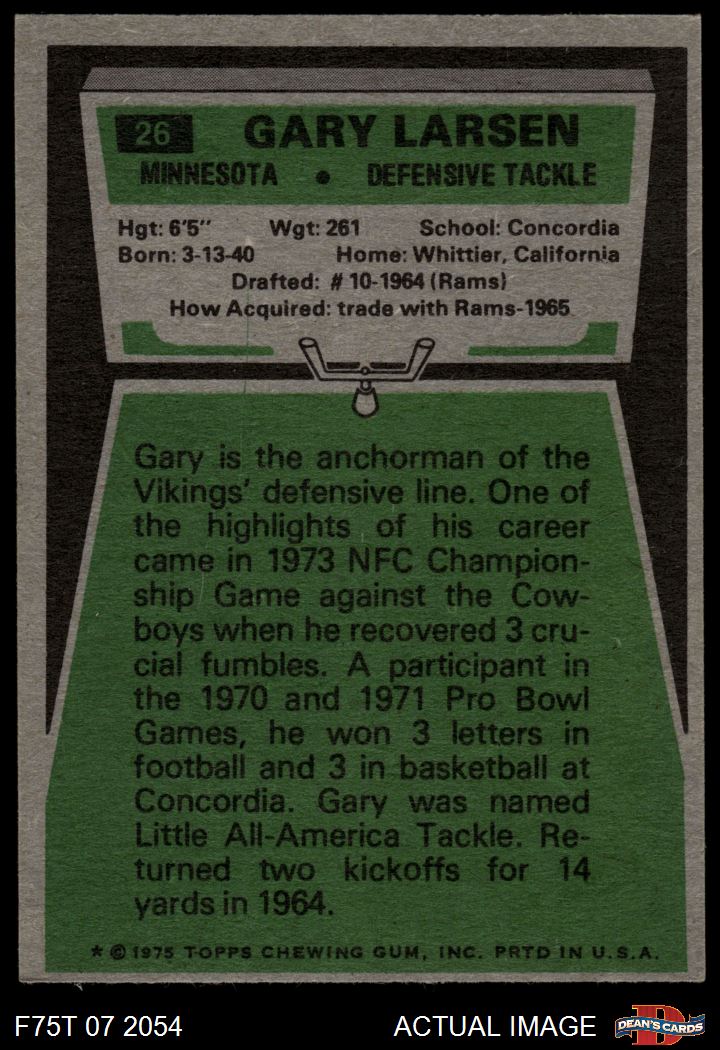 26 GARY LARSEN
MINNESOTA • DEFENSIVE TACKLE
Hgt: 6'5" Wgt: 261 School: Concordia
Born: 3-13-40 Home: Whittier, California
Drafted: #10-1964 (Rams)
How Acquired: trade with Rams-1965
Gary is the anchorman of the
Vikings' defensive line. One of
the highlights of his career
came in 1973 NFC Champion-
ship Game against the Cow-
boys when he recovered 3 cru-
cial fumbles. A participant in
the 1970 and 1971 Pro Bowl
Games, he won 3 letters in
football and 3 in basketball at
Concordia. Gary was named
Little All-America Tackle. Re-
turned two kickoffs for 14
yards in 1964.
* © 1975 TOPPS CHEWING GUM, INC. PRTD IN U.S.A.
F75T 07 2054 ACTUAL IMAGE D DEAN'S CARDS